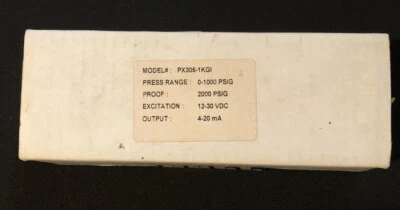 MODEL# : PX305-1KGI
PRESS RANGE : 0-1000 PSIG
PROOF : 2000 PSIG
EXCITATION : 12-30 VDC
OUTPUT : 4-20 mA